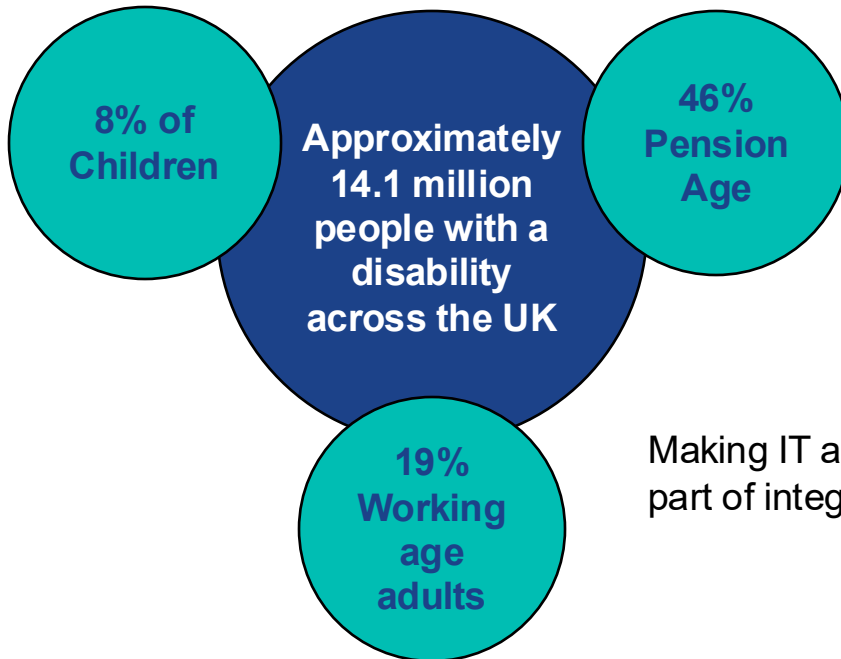 8% of
Children
Approximately
14.1 million
people with a
disability
across the UK
46%
Pension
Age
19%
Working
age
adults
Making IT a
part of integ